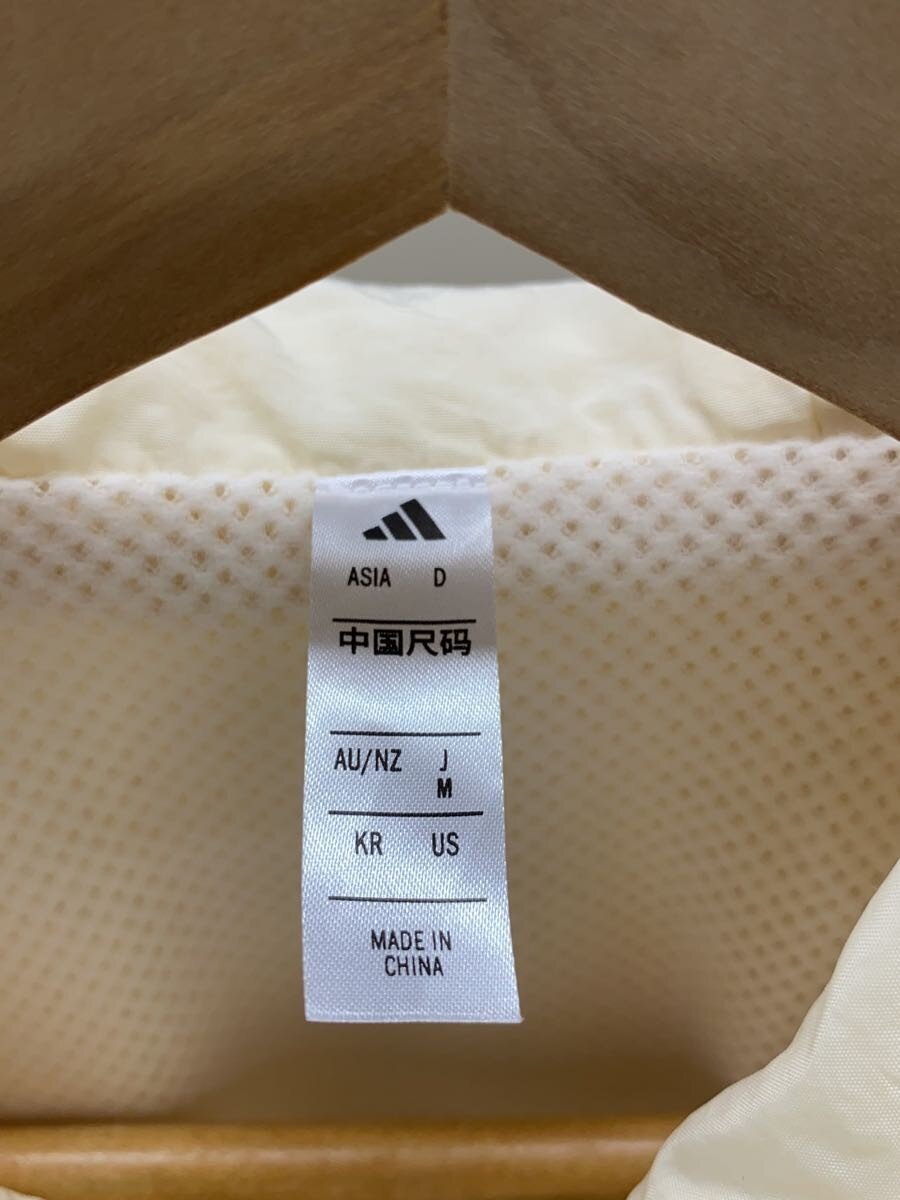 ASIA D
中国尺码
AU/NZ J
M
KR US
MADE IN
CHINA